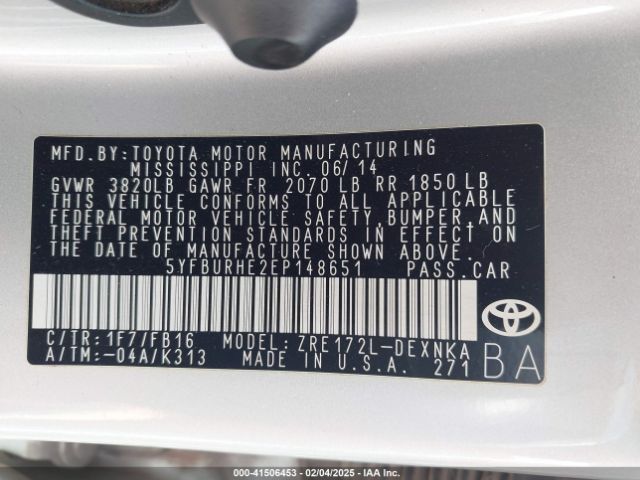 MFD.BY:TOYOTA MOTOR MANUFACTURING
MISSISSIPPI INC.06/14
GVWR 3820LB GAWR FR 2070 LB RR 1850 LB
THIS VEHICLE CONFORMS TO ALL APPLICABLE
FEDERAL MOTOR VEHICLE SAFETY, BUMPER,AND
THEFT PREVENTION STANDARDS IN EFFECT ON
THE DATE OF MANUFACTURE SHOWN ABOVE.
5YFBURHE2EP148651 PASS.CAR
C/TR:1F7/FB16 MODEL:ZRE172L-DEXNKA
A/TM:-04A/K313 MADE IN U.S.A. 271
BA
000-41506453 - 02/04/2025 - IAA Inc.